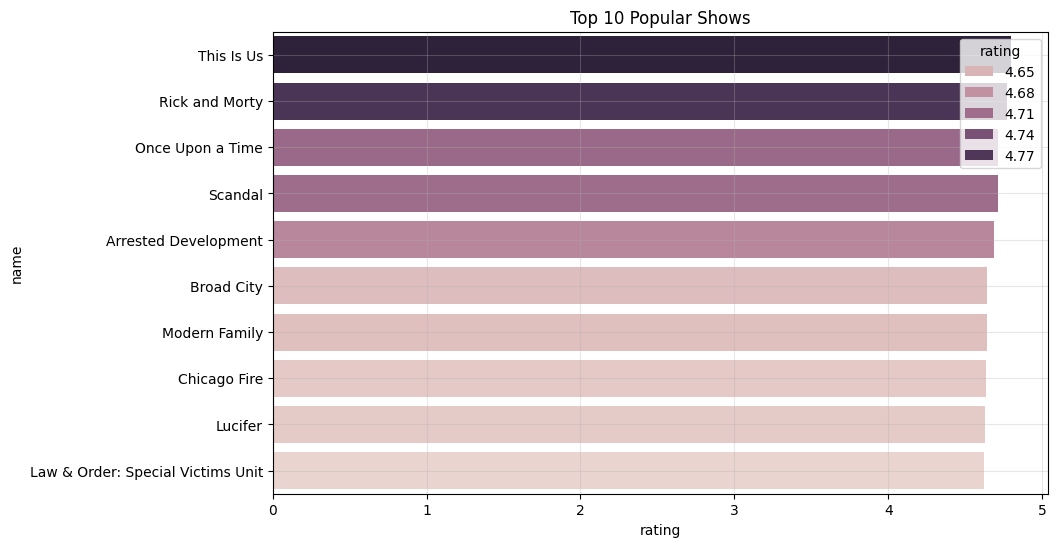 Top 10 Popular Shows
This Is Us
Rick and Morty
Once Upon a Time
Scandal
Arrested Development
Broad City
Modern Family
Chicago Fire
Lucifer
Law & Order: Special Victims Unit
name
rating
4.65
4.68
4.71
4.74
4.77
0 1 2 3 4 5
rating